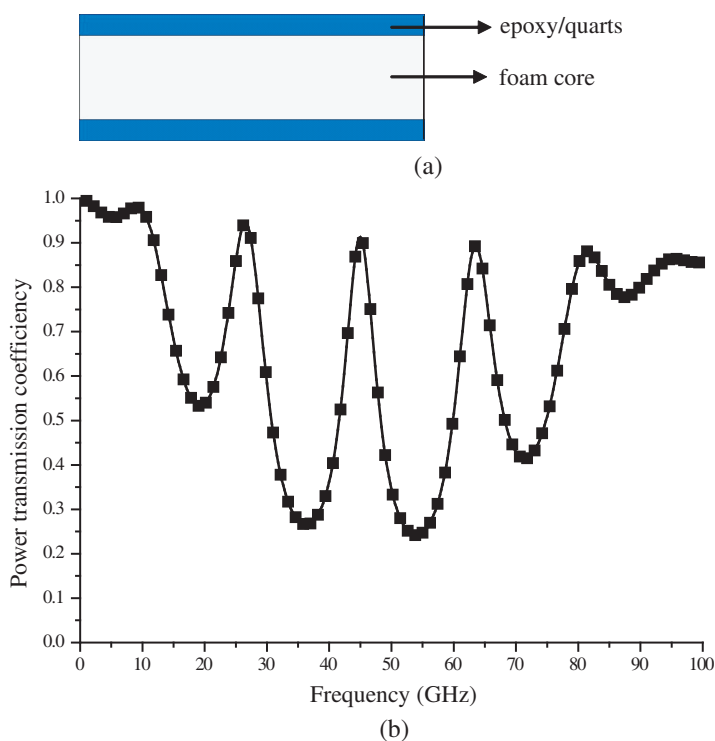 epoxy/quarts
foam core
(a)
Power transmission coefficiency
1.0
0.9
0.8
0.7
0.6
0.5
0.4
0.3
0.2
0.1
0.0
0 10 20 30 40 50 60 70 80 90 100
Frequency (GHz)
(b)